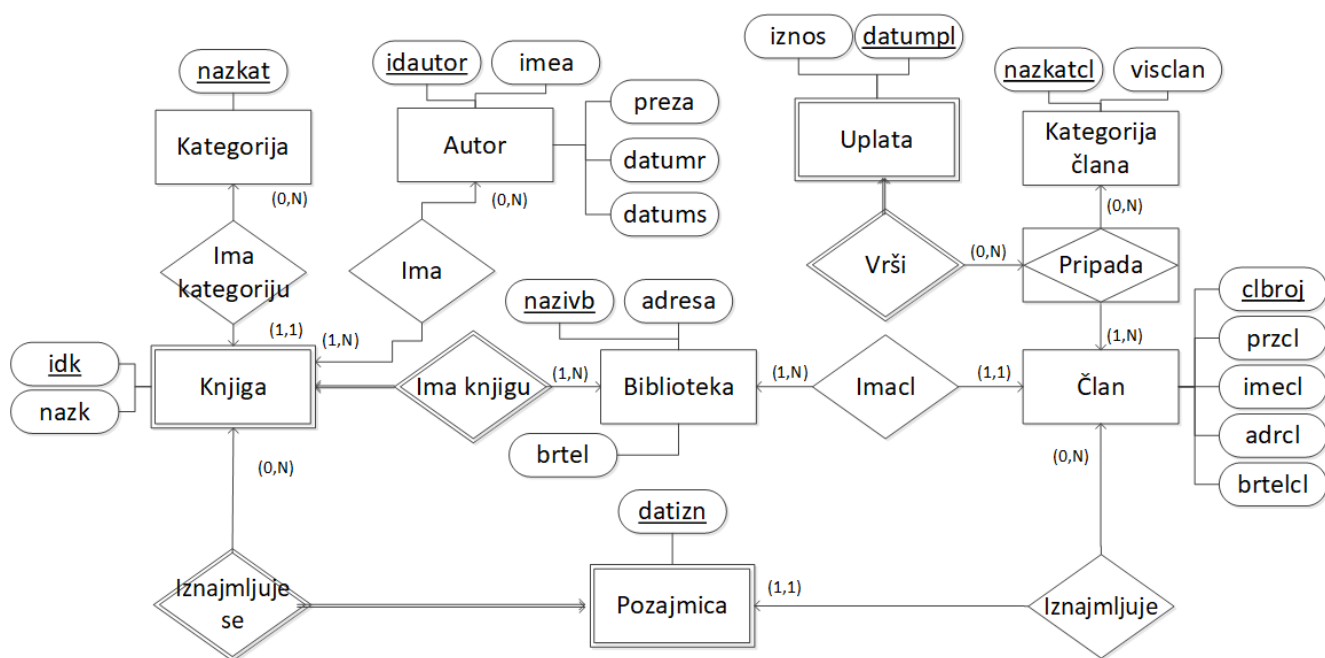 iznos
datumpl
nazkat
idautor
imea
nazkatcl
visclan
preza
Kategorija
Autor
Uplata
Kategorija
člana
datumr
datums
(0,N)
(0,N)
(0,N)
Ima
kategoriju
Ima
Vrši
(0,N)
Pripada
clbroj
nazivb
adresa
(1,1)
(1,N)
(1,N)
przcl
idk
nazk
Knjiga
Ima knjigu
(1,N)
Biblioteka
(1,N)
Imacl
(1,1)
Član
imecl
adrcl
brtel
brtelcl
(0,N)
(0,N)
datizn
Iznajmljuje
se
Pozajmica
(1,1)
Iznajmljuje